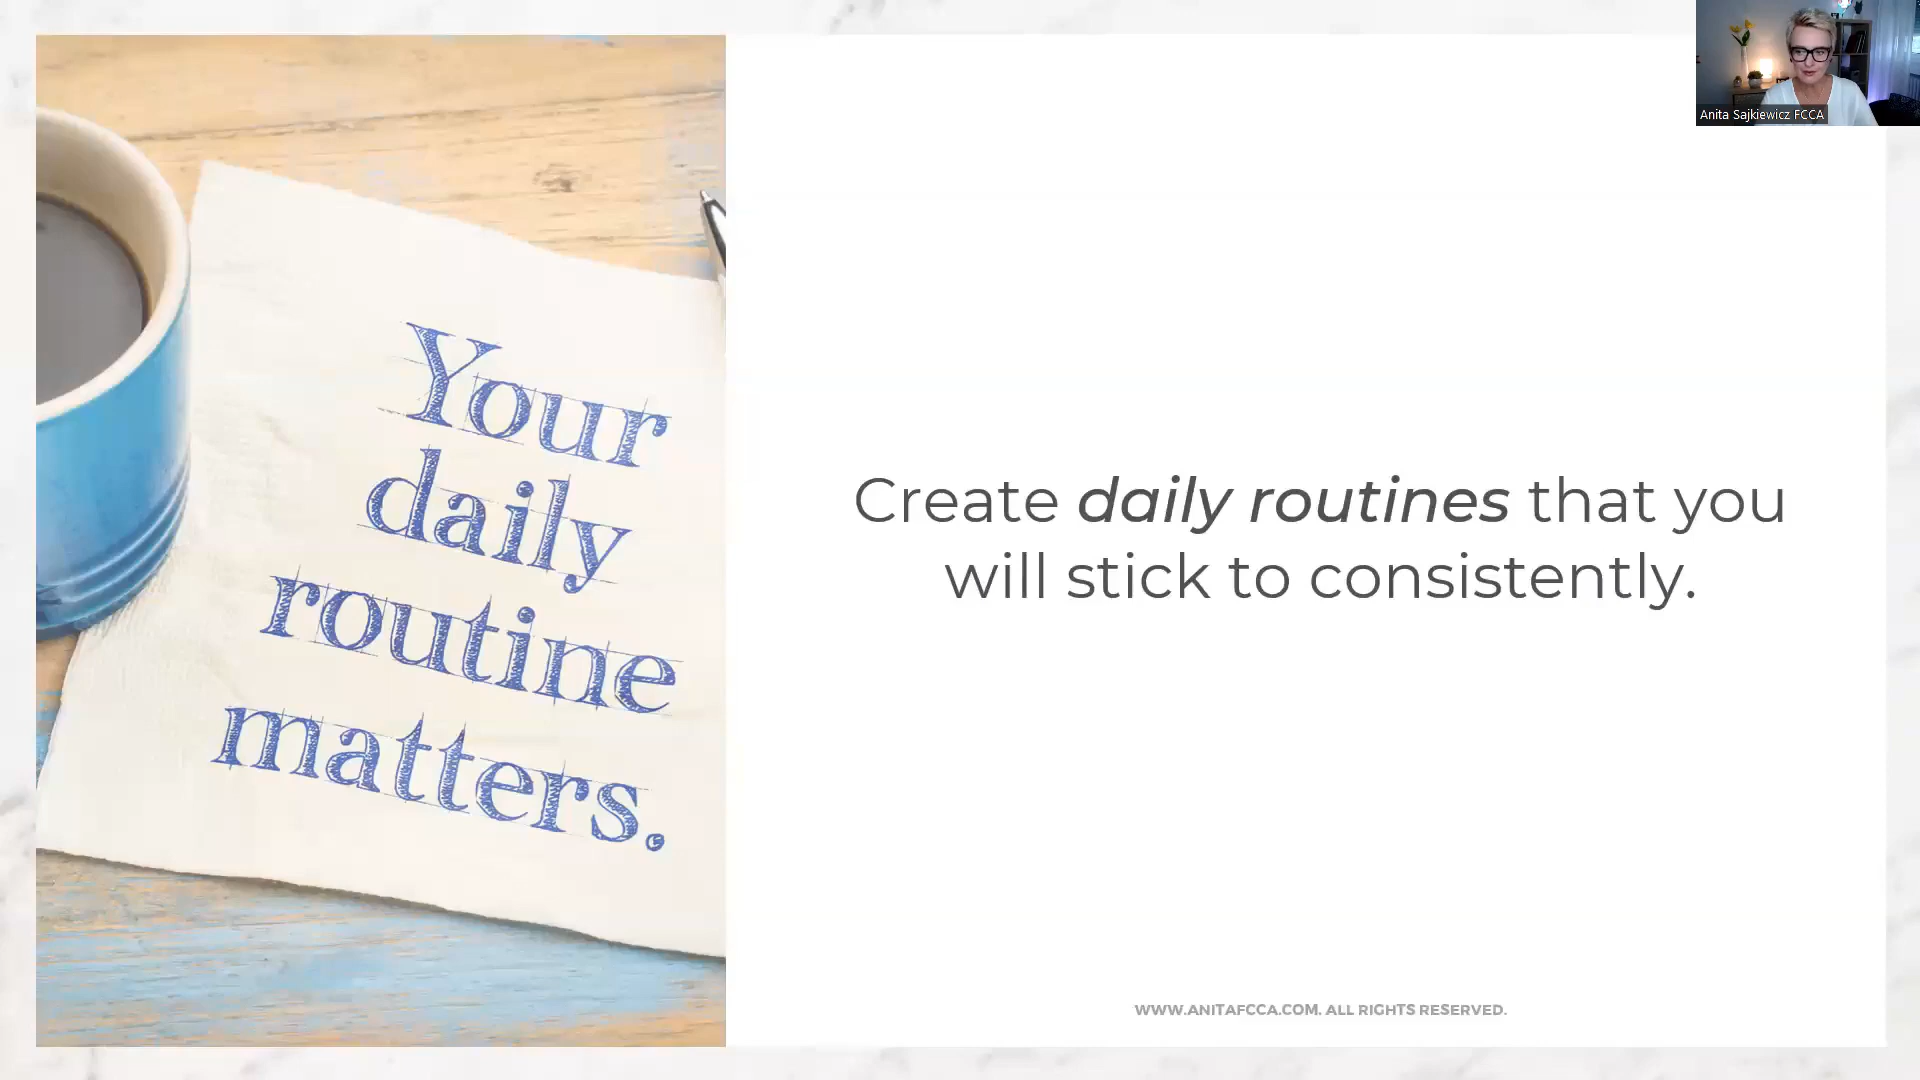 Anita Sajkiewicz FCCA
Your
daily
routine
matters.
Create daily routines that you
will stick to consistently.
WWW.ANITAFCCA.COM. ALL RIGHTS RESERVED.